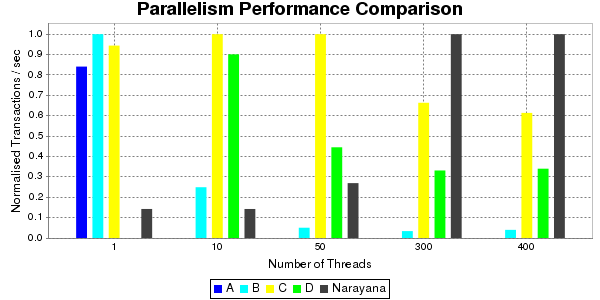 Parallelism Performance Comparison
Normalised Transactions / sec
1.0
0.9
0.8
0.7
0.6
0.5
0.4
0.3
0.2
0.1
0.0
1 10 50 300 400
Number of Threads
A B C D Narayana